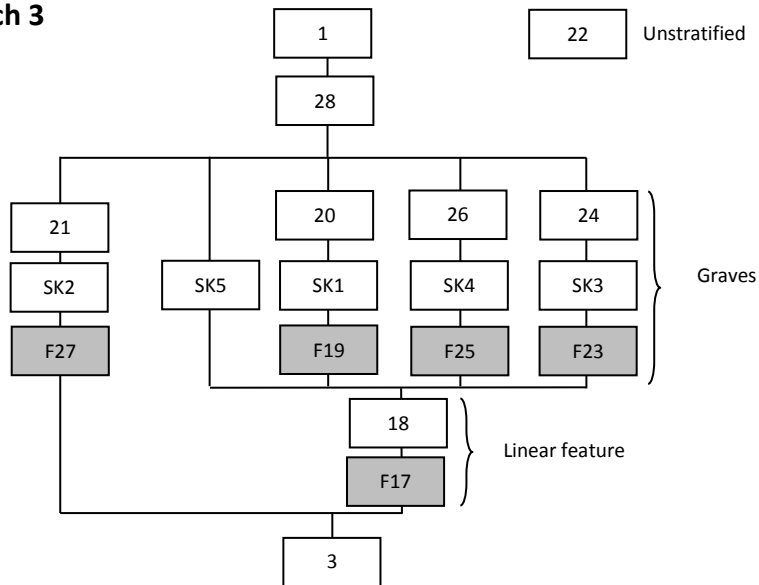 ch 3
1
22 Unstratified
28
21
20
26
24
SK2
SK5
SK1
SK4
SK3
Graves
F27
F19
F25
F23
18
Linear feature
F17
3